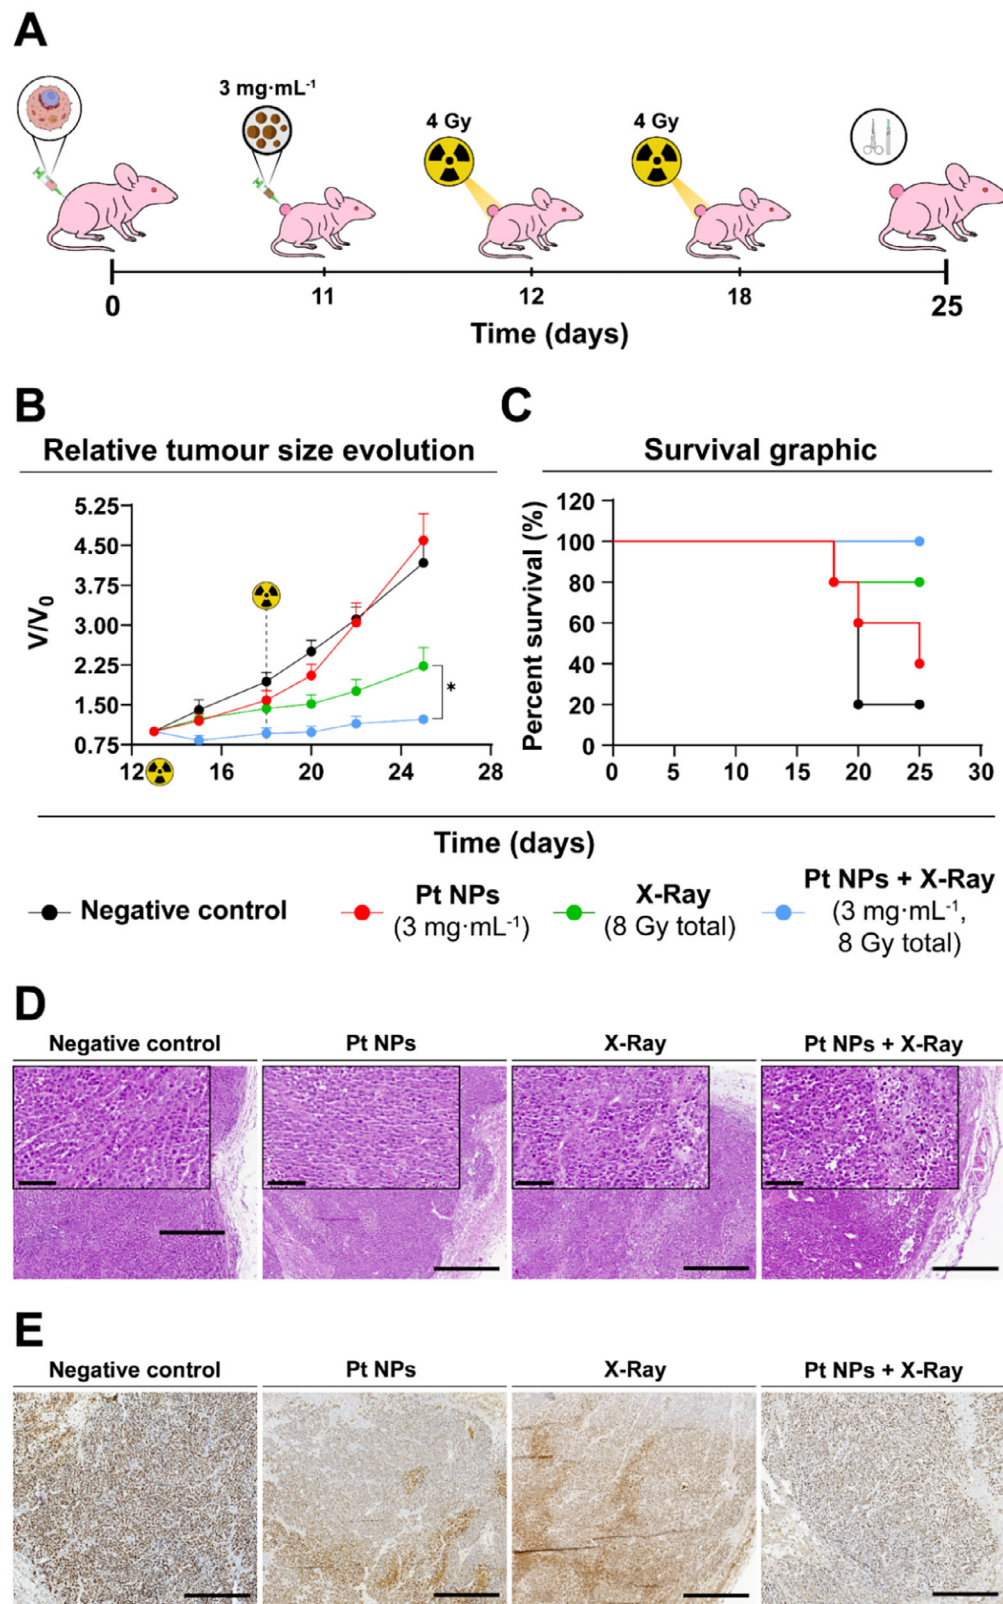 A
3 mg·mL⁻¹
4 Gy
4 Gy
0
11
12
18
25
Time (days)
B
C
Relative tumour size evolution
Survival graphic
V/V₀
5.25
4.50
3.75
3.00
2.25
1.50
0.75
12
16
20
24
28
*
Percent survival (%)
120
100
80
60
40
20
0
0
5
10
15
20
25
30
Time (days)
Negative control
Pt NPs
(3 mg·mL⁻¹)
X-Ray
(8 Gy total)
Pt NPs + X-Ray
(3 mg·mL⁻¹,
8 Gy total)
D
Negative control
Pt NPs
X-Ray
Pt NPs + X-Ray
E
Negative control
Pt NPs
X-Ray
Pt NPs + X-Ray